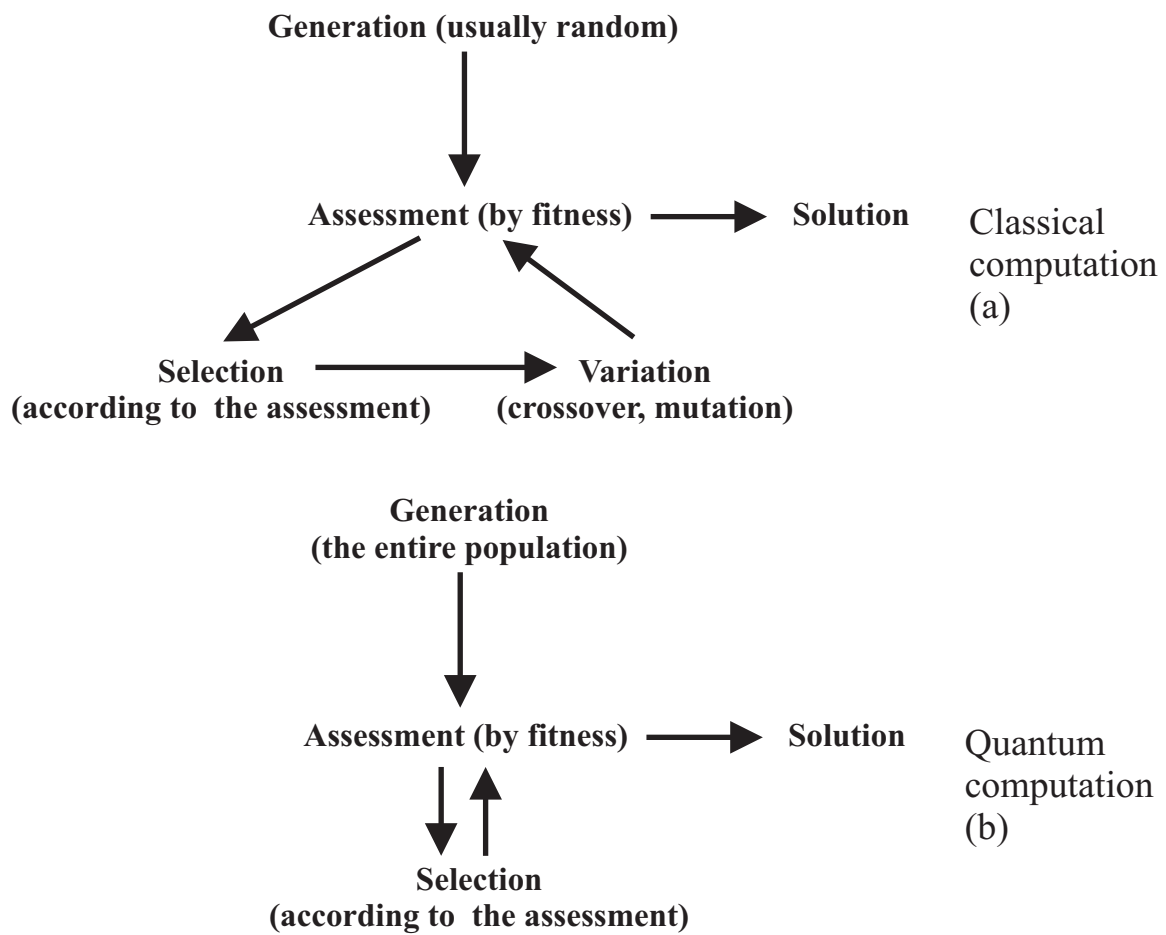 Generation (usually random)
Assessment (by fitness)
Solution
Classical
computation
(a)
Selection
(according to the assessment)
Variation
(crossover, mutation)
Generation
(the entire population)
Assessment (by fitness)
Solution
Quantum
computation
(b)
Selection
(according to the assessment)